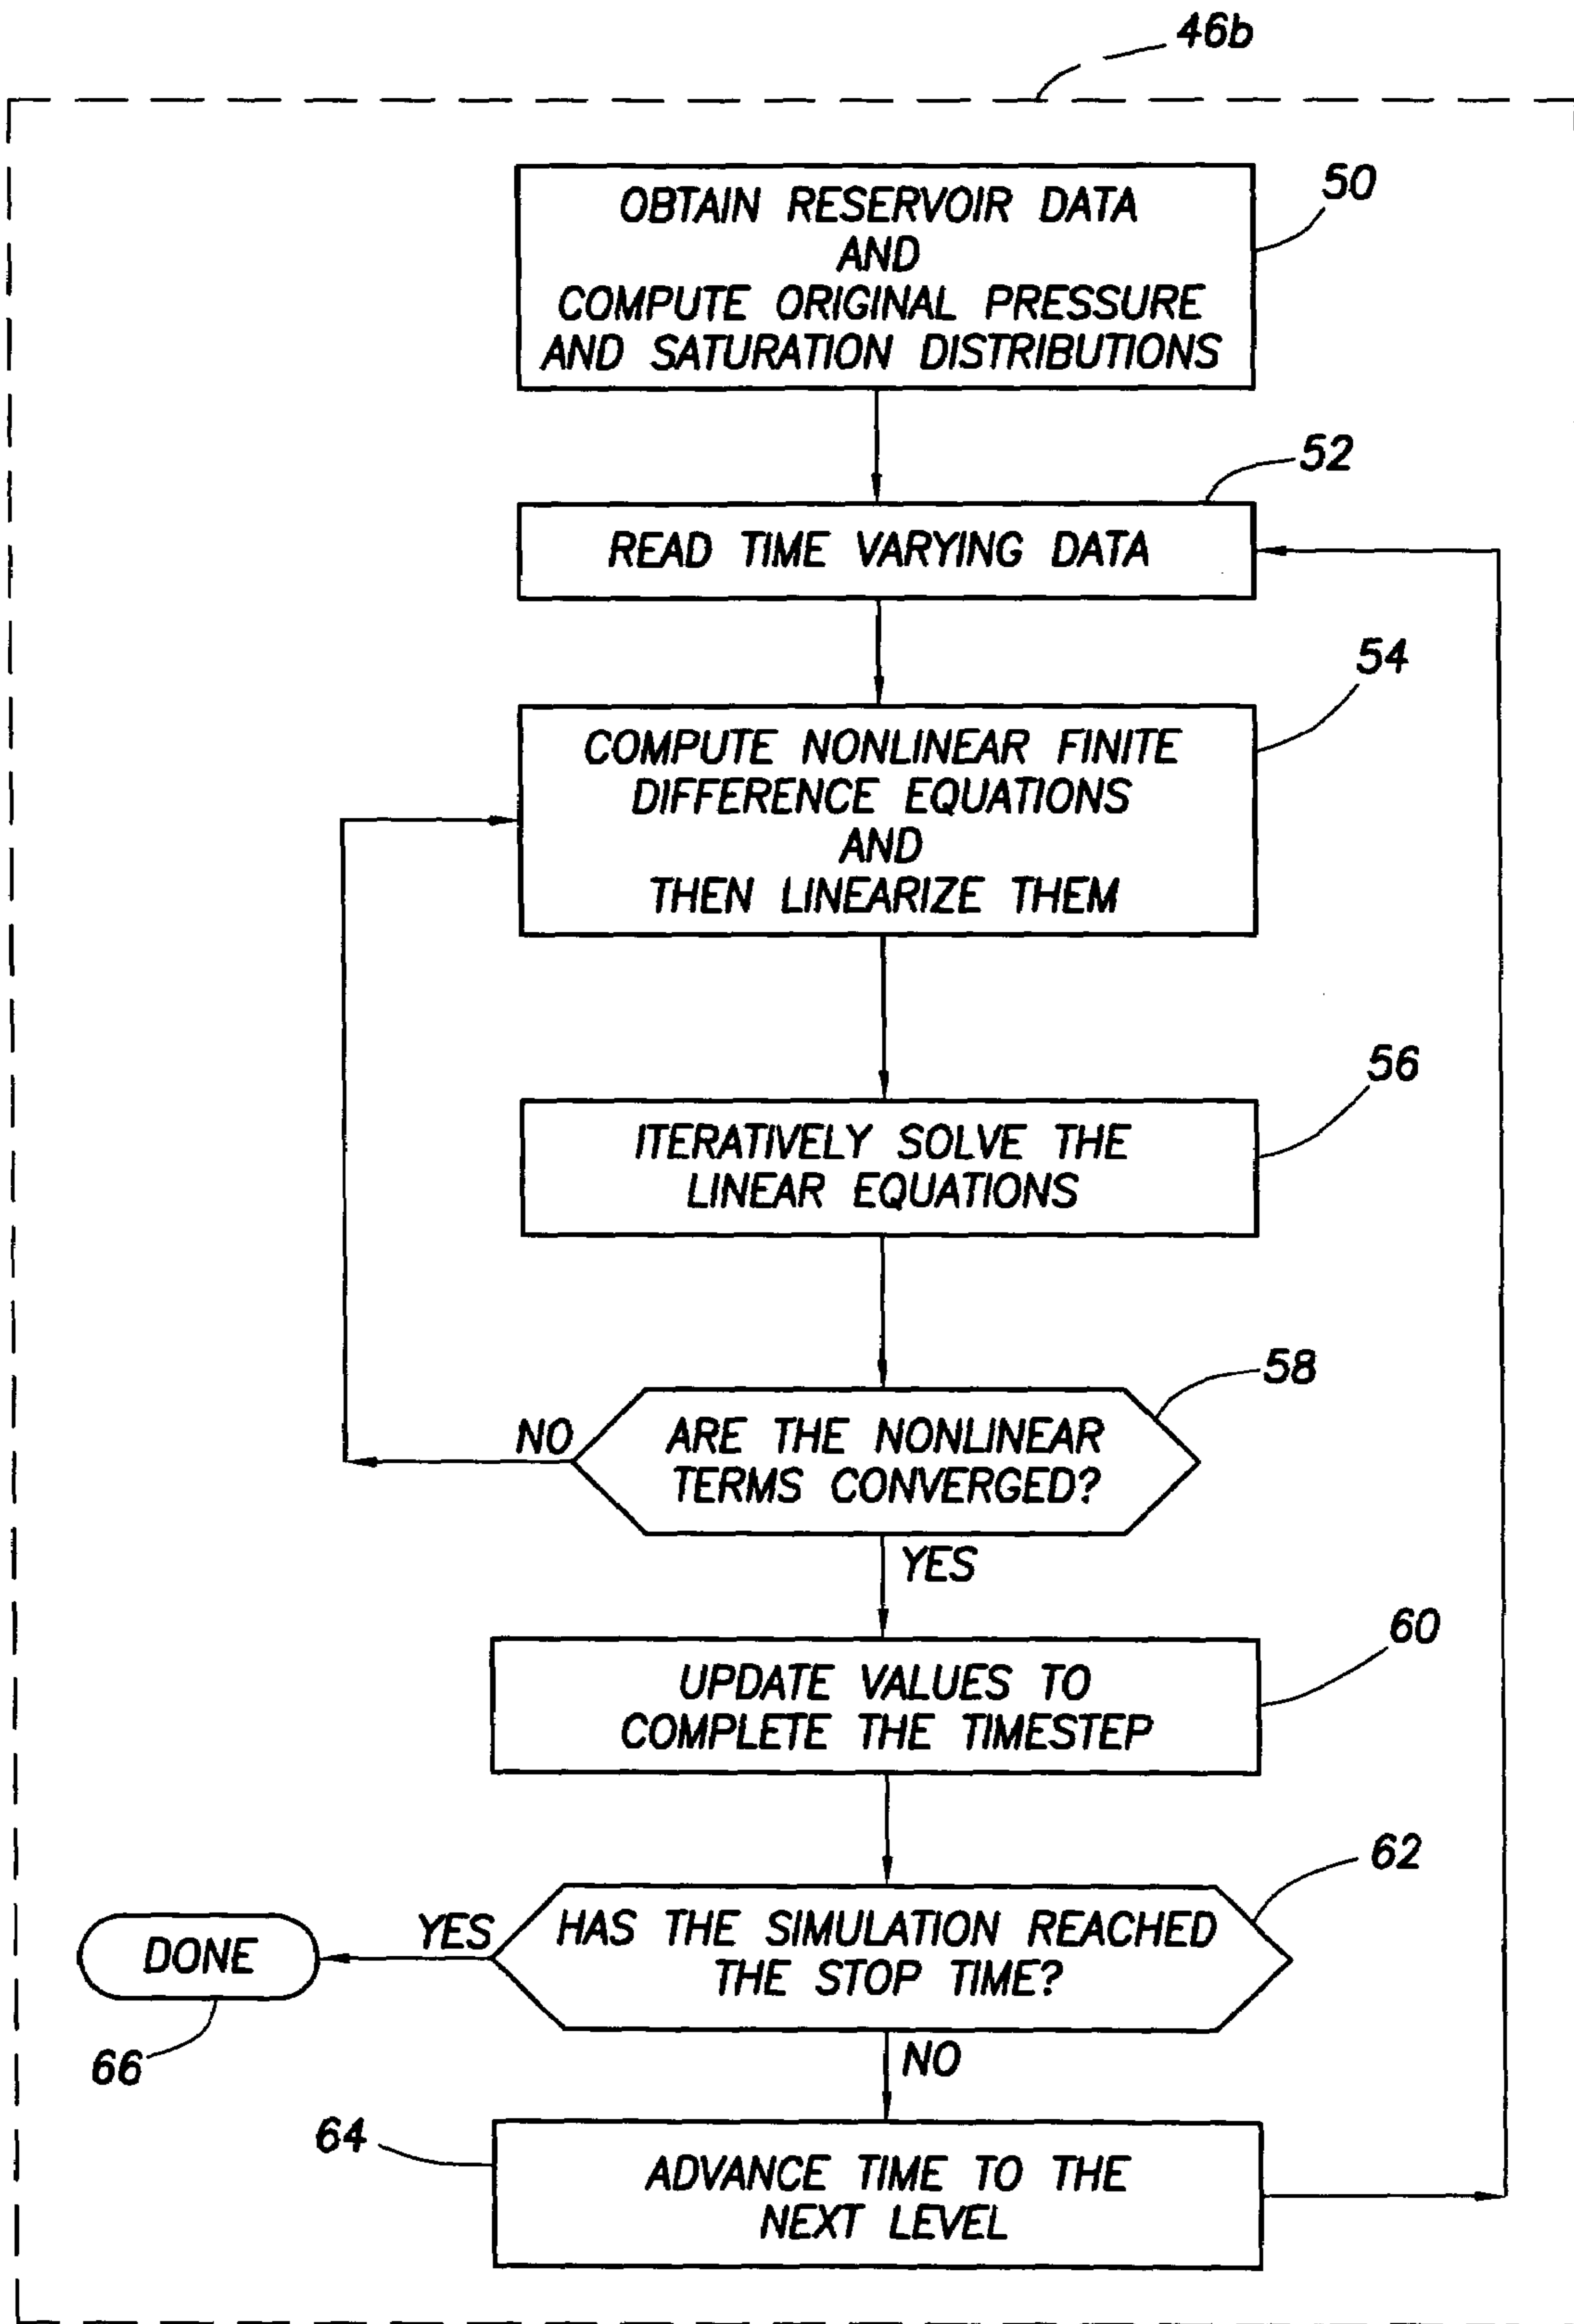 46b
50
OBTAIN RESERVOIR DATA
AND
COMPUTE ORIGINAL PRESSURE
AND SATURATION DISTRIBUTIONS
52
READ TIME VARYING DATA
54
COMPUTE NONLINEAR FINITE
DIFFERENCE EQUATIONS
AND
THEN LINEARIZE THEM
56
ITERATIVELY SOLVE THE
LINEAR EQUATIONS
58
NO
ARE THE NONLINEAR
TERMS CONVERGED?
YES
60
UPDATE VALUES TO
COMPLETE THE TIMESTEP
62
HAS THE SIMULATION REACHED
THE STOP TIME?
YES
DONE
66
NO
64
ADVANCE TIME TO THE
NEXT LEVEL